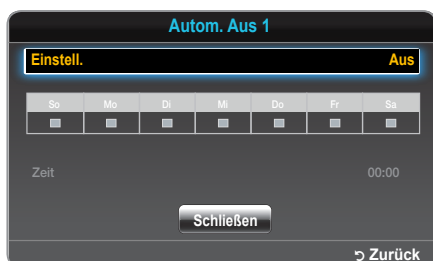 Autom. Aus 1
Einstell. Aus
So Mo Di Mi Do Fr Sa
Zeit 00:00
Schließen
Zurück